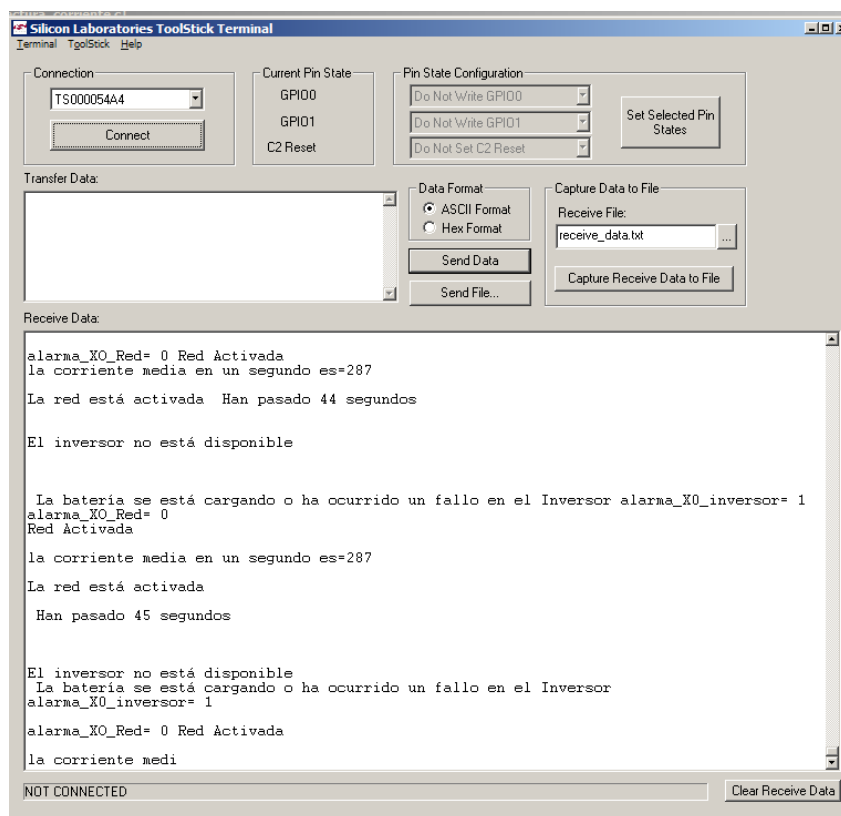 Silicon Laboratories ToolStick Terminal
Terminal ToolStick Help
Connection
TS000054A4
Connect
Current Pin State
GPIO0
GPIO1
C2 Reset
Pin State Configuration
Do Not Write GPIO0
Do Not Write GPIO1
Do Not Set C2 Reset
Set Selected Pin
States
Transfer Data:
Data Format
ASCII Format
Hex Format
Send Data
Send File...
Capture Data to File
Receive File:
receive_data.txt
...
Capture Receive Data to File
Receive Data:
alarma_XO_Red= 0 Red Activada
la corriente media en un segundo es=287
La red está activada  Han pasado 44 segundos
El inversor no está disponible
La batería se está cargando o ha ocurrido un fallo en el Inversor alarma_X0_inversor= 1
alarma_XO_Red= 0
Red Activada
la corriente media en un segundo es=287
La red está activada
Han pasado 45 segundos
El inversor no está disponible
La batería se está cargando o ha ocurrido un fallo en el Inversor
alarma_X0_inversor= 1
alarma_XO_Red= 0 Red Activada
la corriente medi
NOT CONNECTED
Clear Receive Data